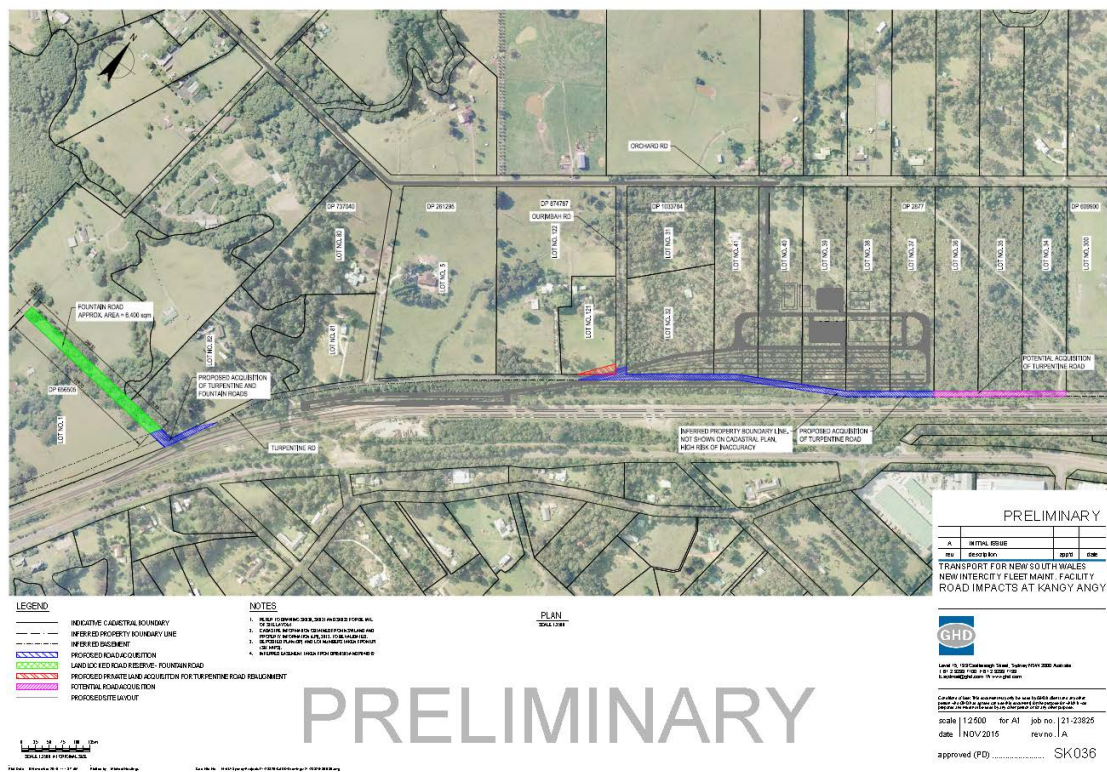 N
ORCHARD RD
DP 737040
DP 261295
DP 874787
OURIMBAH RD
DP 1033784
DP 2677
LOT NO. 80
LOT NO. 5
LOT NO. 122
LOT NO. 31
LOT NO. 41
LOT NO. 40
LOT NO. 39
LOT NO. 38
LOT NO. 37
LOT NO. 36
LOT NO. 35
LOT NO. 34
LOT NO. 300
FOUNTAIN ROAD
APPROX. AREA = 6,400 sqm
LOT NO. 82
LOT NO. 81
LOT NO. 121
LOT NO. 32
POTENTIAL ACQUISITION
OF TURPENTINE ROAD
PROPOSED ACQUISITION
OF TURPENTINE AND
FOUNTAIN ROADS
DP 656505
LOT NO. 1
TURPENTINE RD
INFERRED PROPERTY BOUNDARY LINE,
NOT SHOWN ON CADASTRAL PLAN,
HIGH RISK OF INACCURACY
PROPOSED ACQUISITION
OF TURPENTINE ROAD
PRELIMINARY
A INITIAL ISSUE
rev description app'd date
TRANSPORT FOR NEW SOUTH WALES
NEW INTERCITY FLEET MAINT. FACILITY
ROAD IMPACTS AT KANGY ANGY
GHD
scale 1:2500 for A1 job no. 21-23825
date NOV 2015 rev no. A
approved (PD)
SK036
LEGEND
INDICATIVE CADASTRAL BOUNDARY
INFERRED PROPERTY BOUNDARY LINE
INFERRED EASEMENT
PROPOSED ROAD ACQUISITION
LAND LOCKED ROAD RESERVE - FOUNTAIN ROAD
PROPOSED PRIVATE LAND ACQUISITION FOR TURPENTINE ROAD REALIGNMENT
POTENTIAL ROAD ACQUISITION
PROPOSED SITE LAYOUT
NOTES
PLAN
SCALE 1:2500
PRELIMINARY